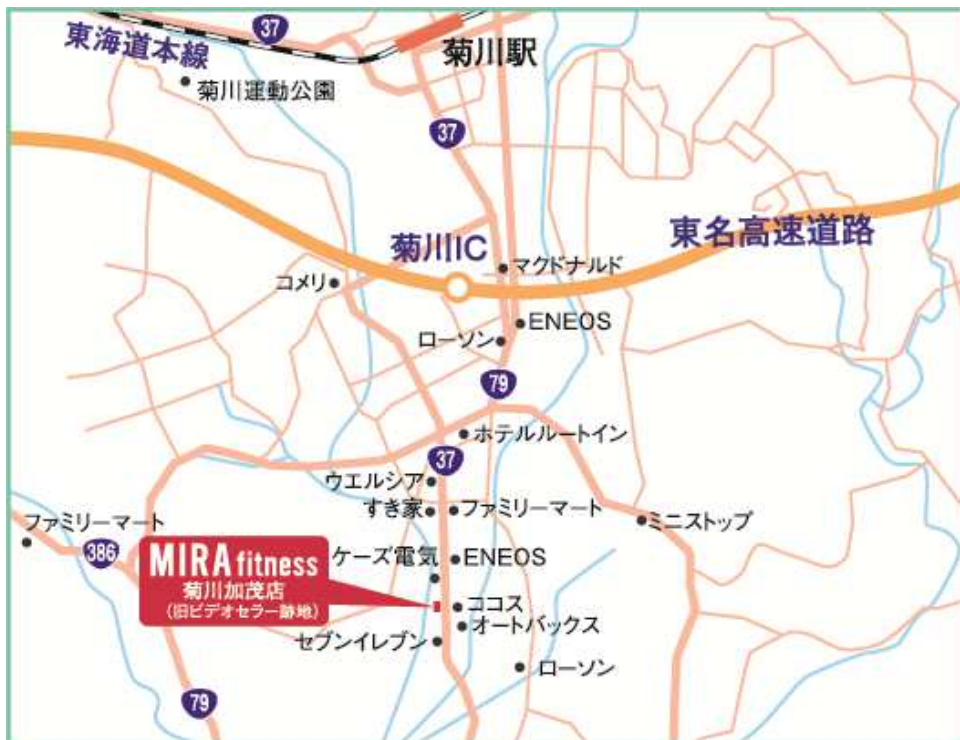 37
東海道本線
菊川駅
菊川運動公園
37
東名高速道路
菊川IC
マクドナルド
コメリ
ENEOS
ローソン
79
ホテルルートイン
37
ウエルシア
すき家
ファミリーマート
ミニストップ
ファミリーマート
386
MIRA fitness
菊川加茂店
(旧ビデオセラー跡地)
ケーズ電気
ENEOS
ココス
オートバックス
セブンイレブン
ローソン
79